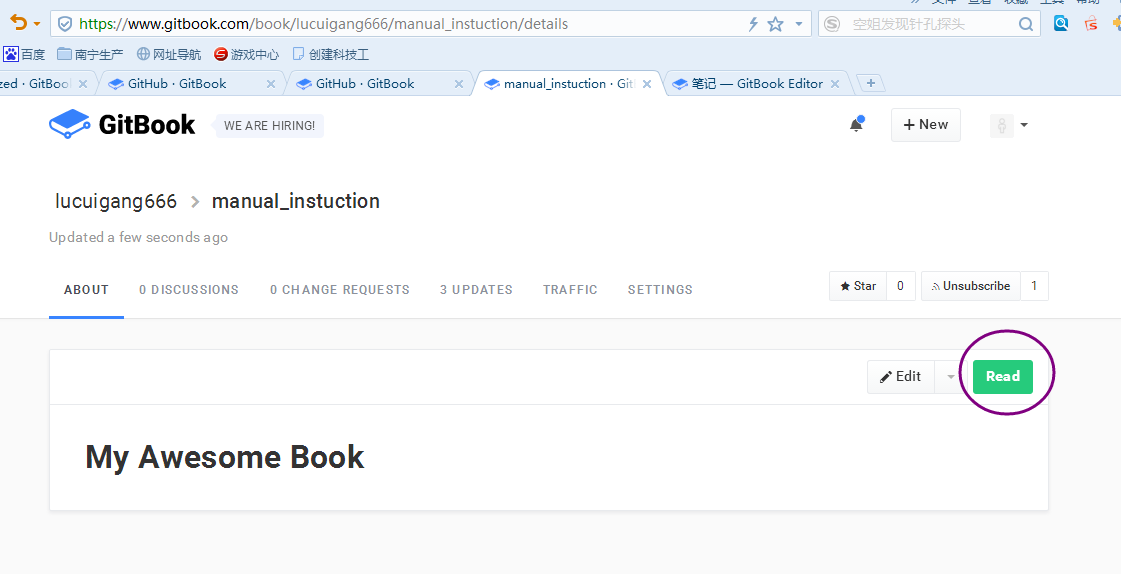 https://www.gitbook.com/book/lucuigang666/manual_instuction/details
空姐发现针孔探头
百度 南宁生产 网址导航 游戏中心 创建科技工
zed · GitBook GitHub · GitBook GitHub · GitBook manual_instuction · Git 笔记 — GitBook Editor
GitBook WE ARE HIRING! + New
lucuigang666 > manual_instuction
Updated a few seconds ago
ABOUT 0 DISCUSSIONS 0 CHANGE REQUESTS 3 UPDATES TRAFFIC SETTINGS Star 0 Unsubscribe 1
Edit Read
My Awesome Book